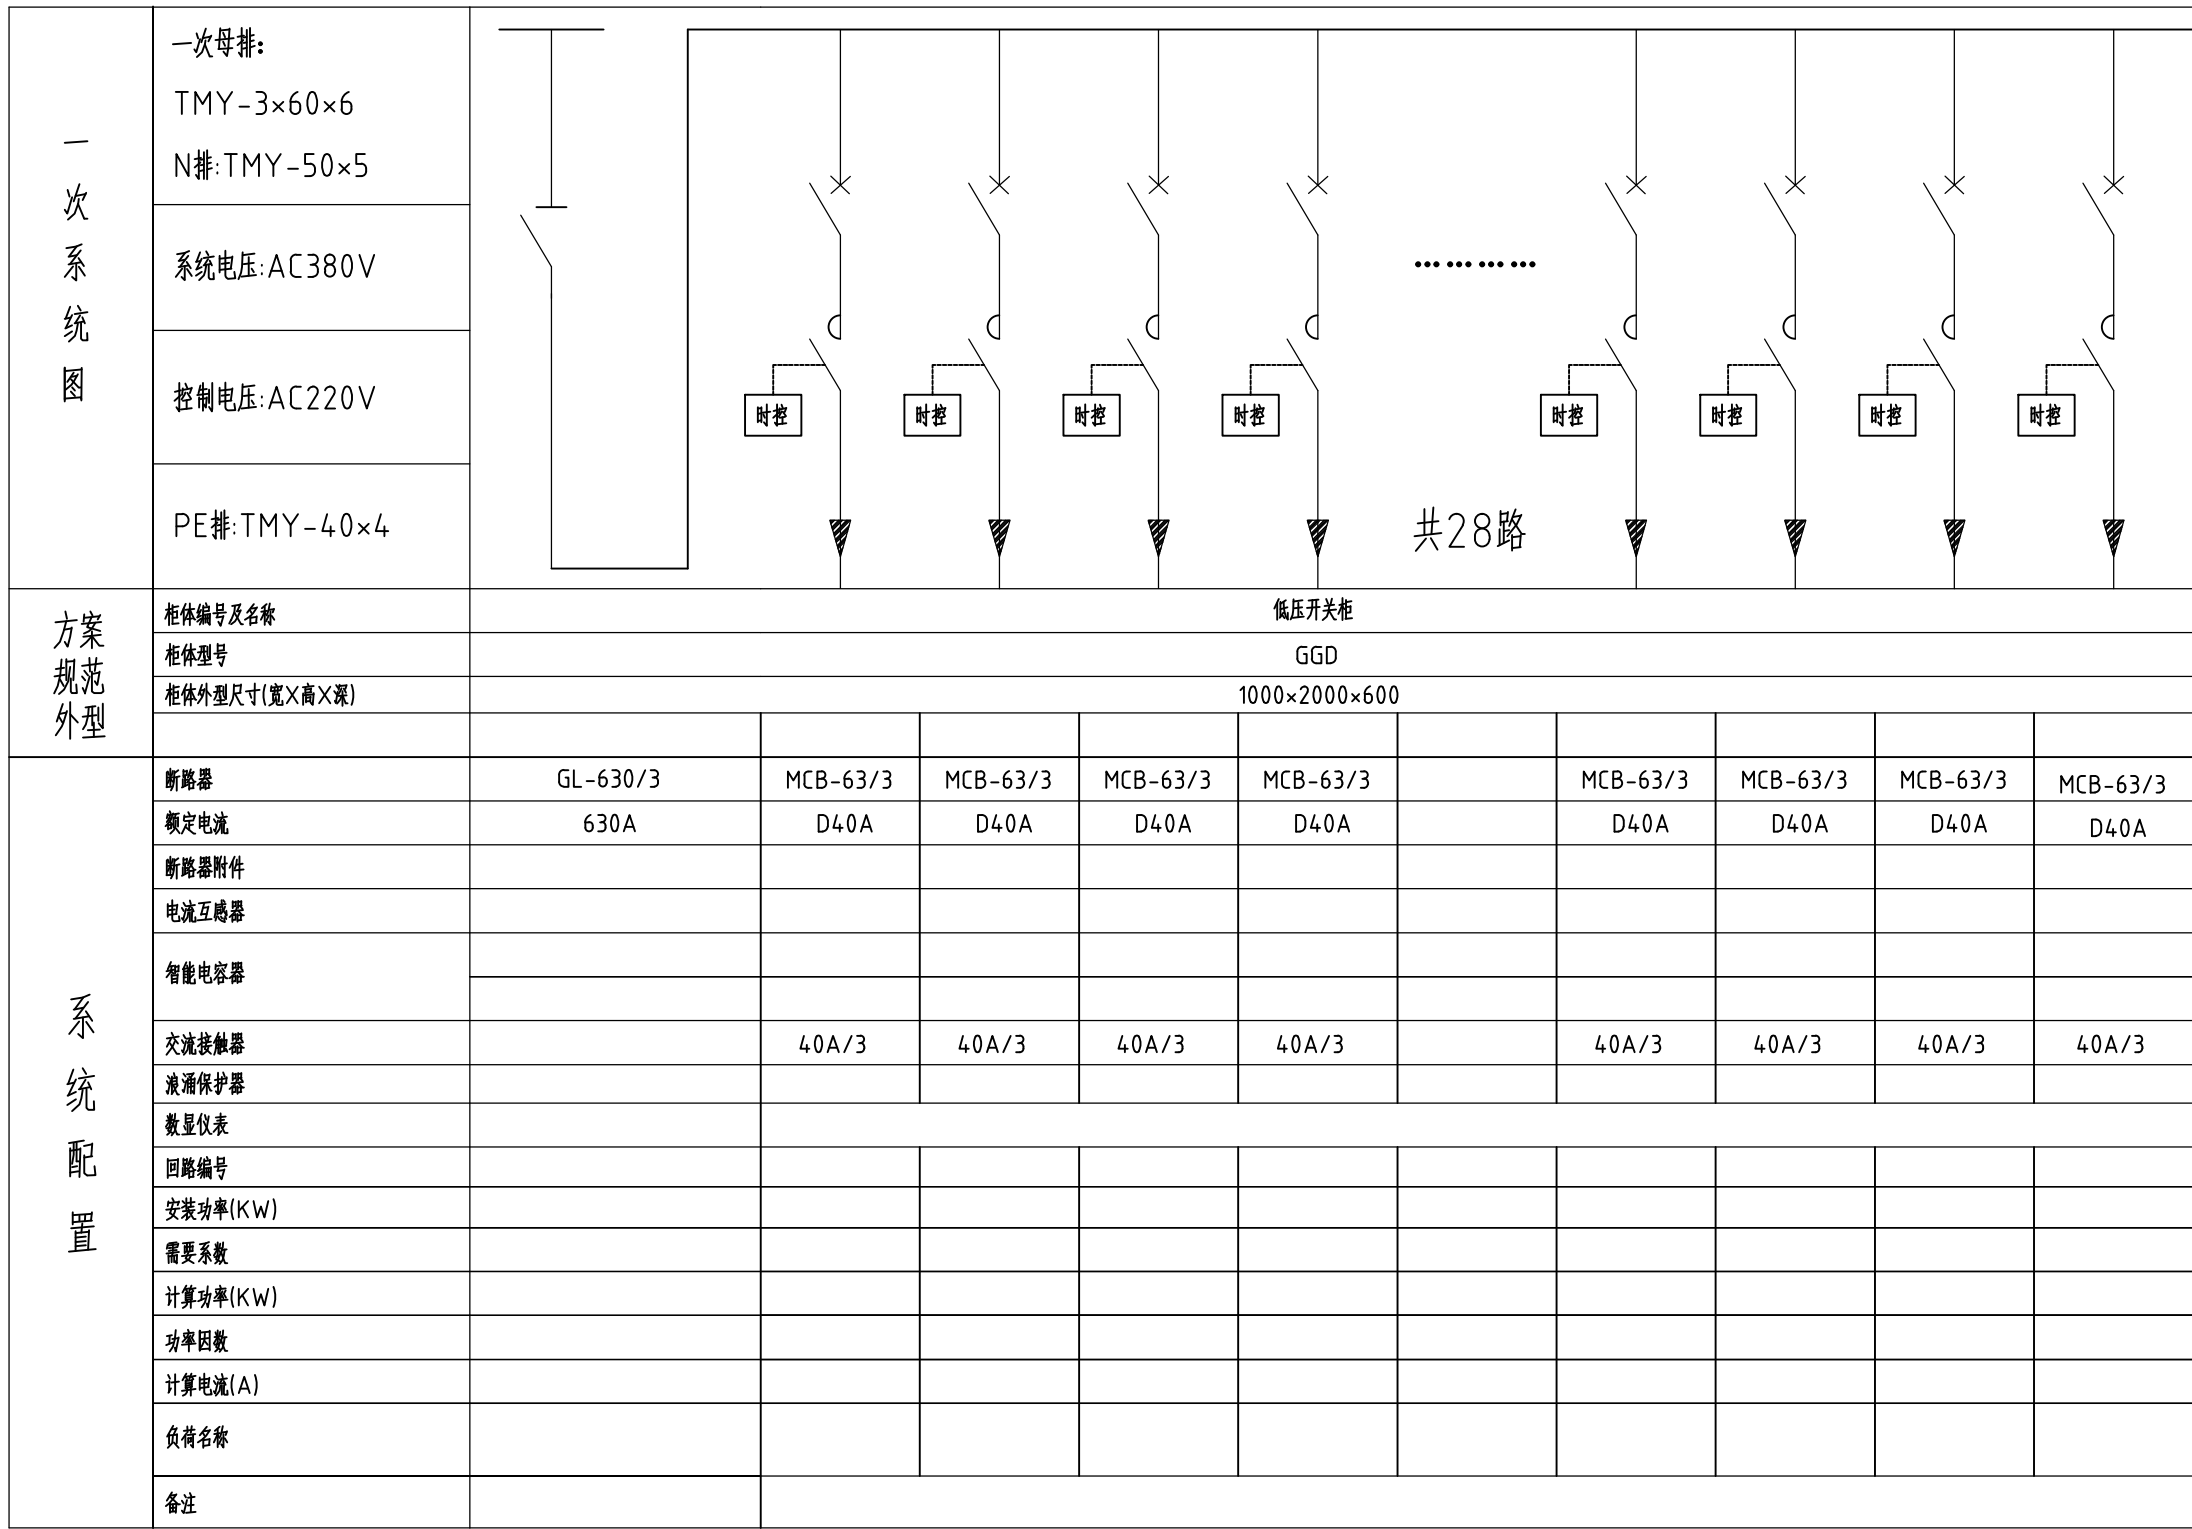 一次系统图
一次母排:
TMY-3×60×6
N排:TMY-50×5
系统电压:AC380V
控制电压:AC220V
PE排:TMY-40×4
………… 
时控 时控 时控 时控 时控 时控 时控 时控
共28路
方案
规范
外型
柜体编号及名称 低压开关柜
柜体型号 GGD
柜体外型尺寸(宽X高X深) 1000×2000×600
系统配置
断路器 GL-630/3 MCB-63/3 MCB-63/3 MCB-63/3 MCB-63/3 MCB-63/3 MCB-63/3 MCB-63/3 MCB-63/3
额定电流 630A D40A D40A D40A D40A D40A D40A D40A D40A
断路器附件
电流互感器
智能电容器
交流接触器 40A/3 40A/3 40A/3 40A/3 40A/3 40A/3 40A/3 40A/3
浪涌保护器
数显仪表
回路编号
安装功率(KW)
需要系数
计算功率(KW)
功率因数
计算电流(A)
负荷名称
备注